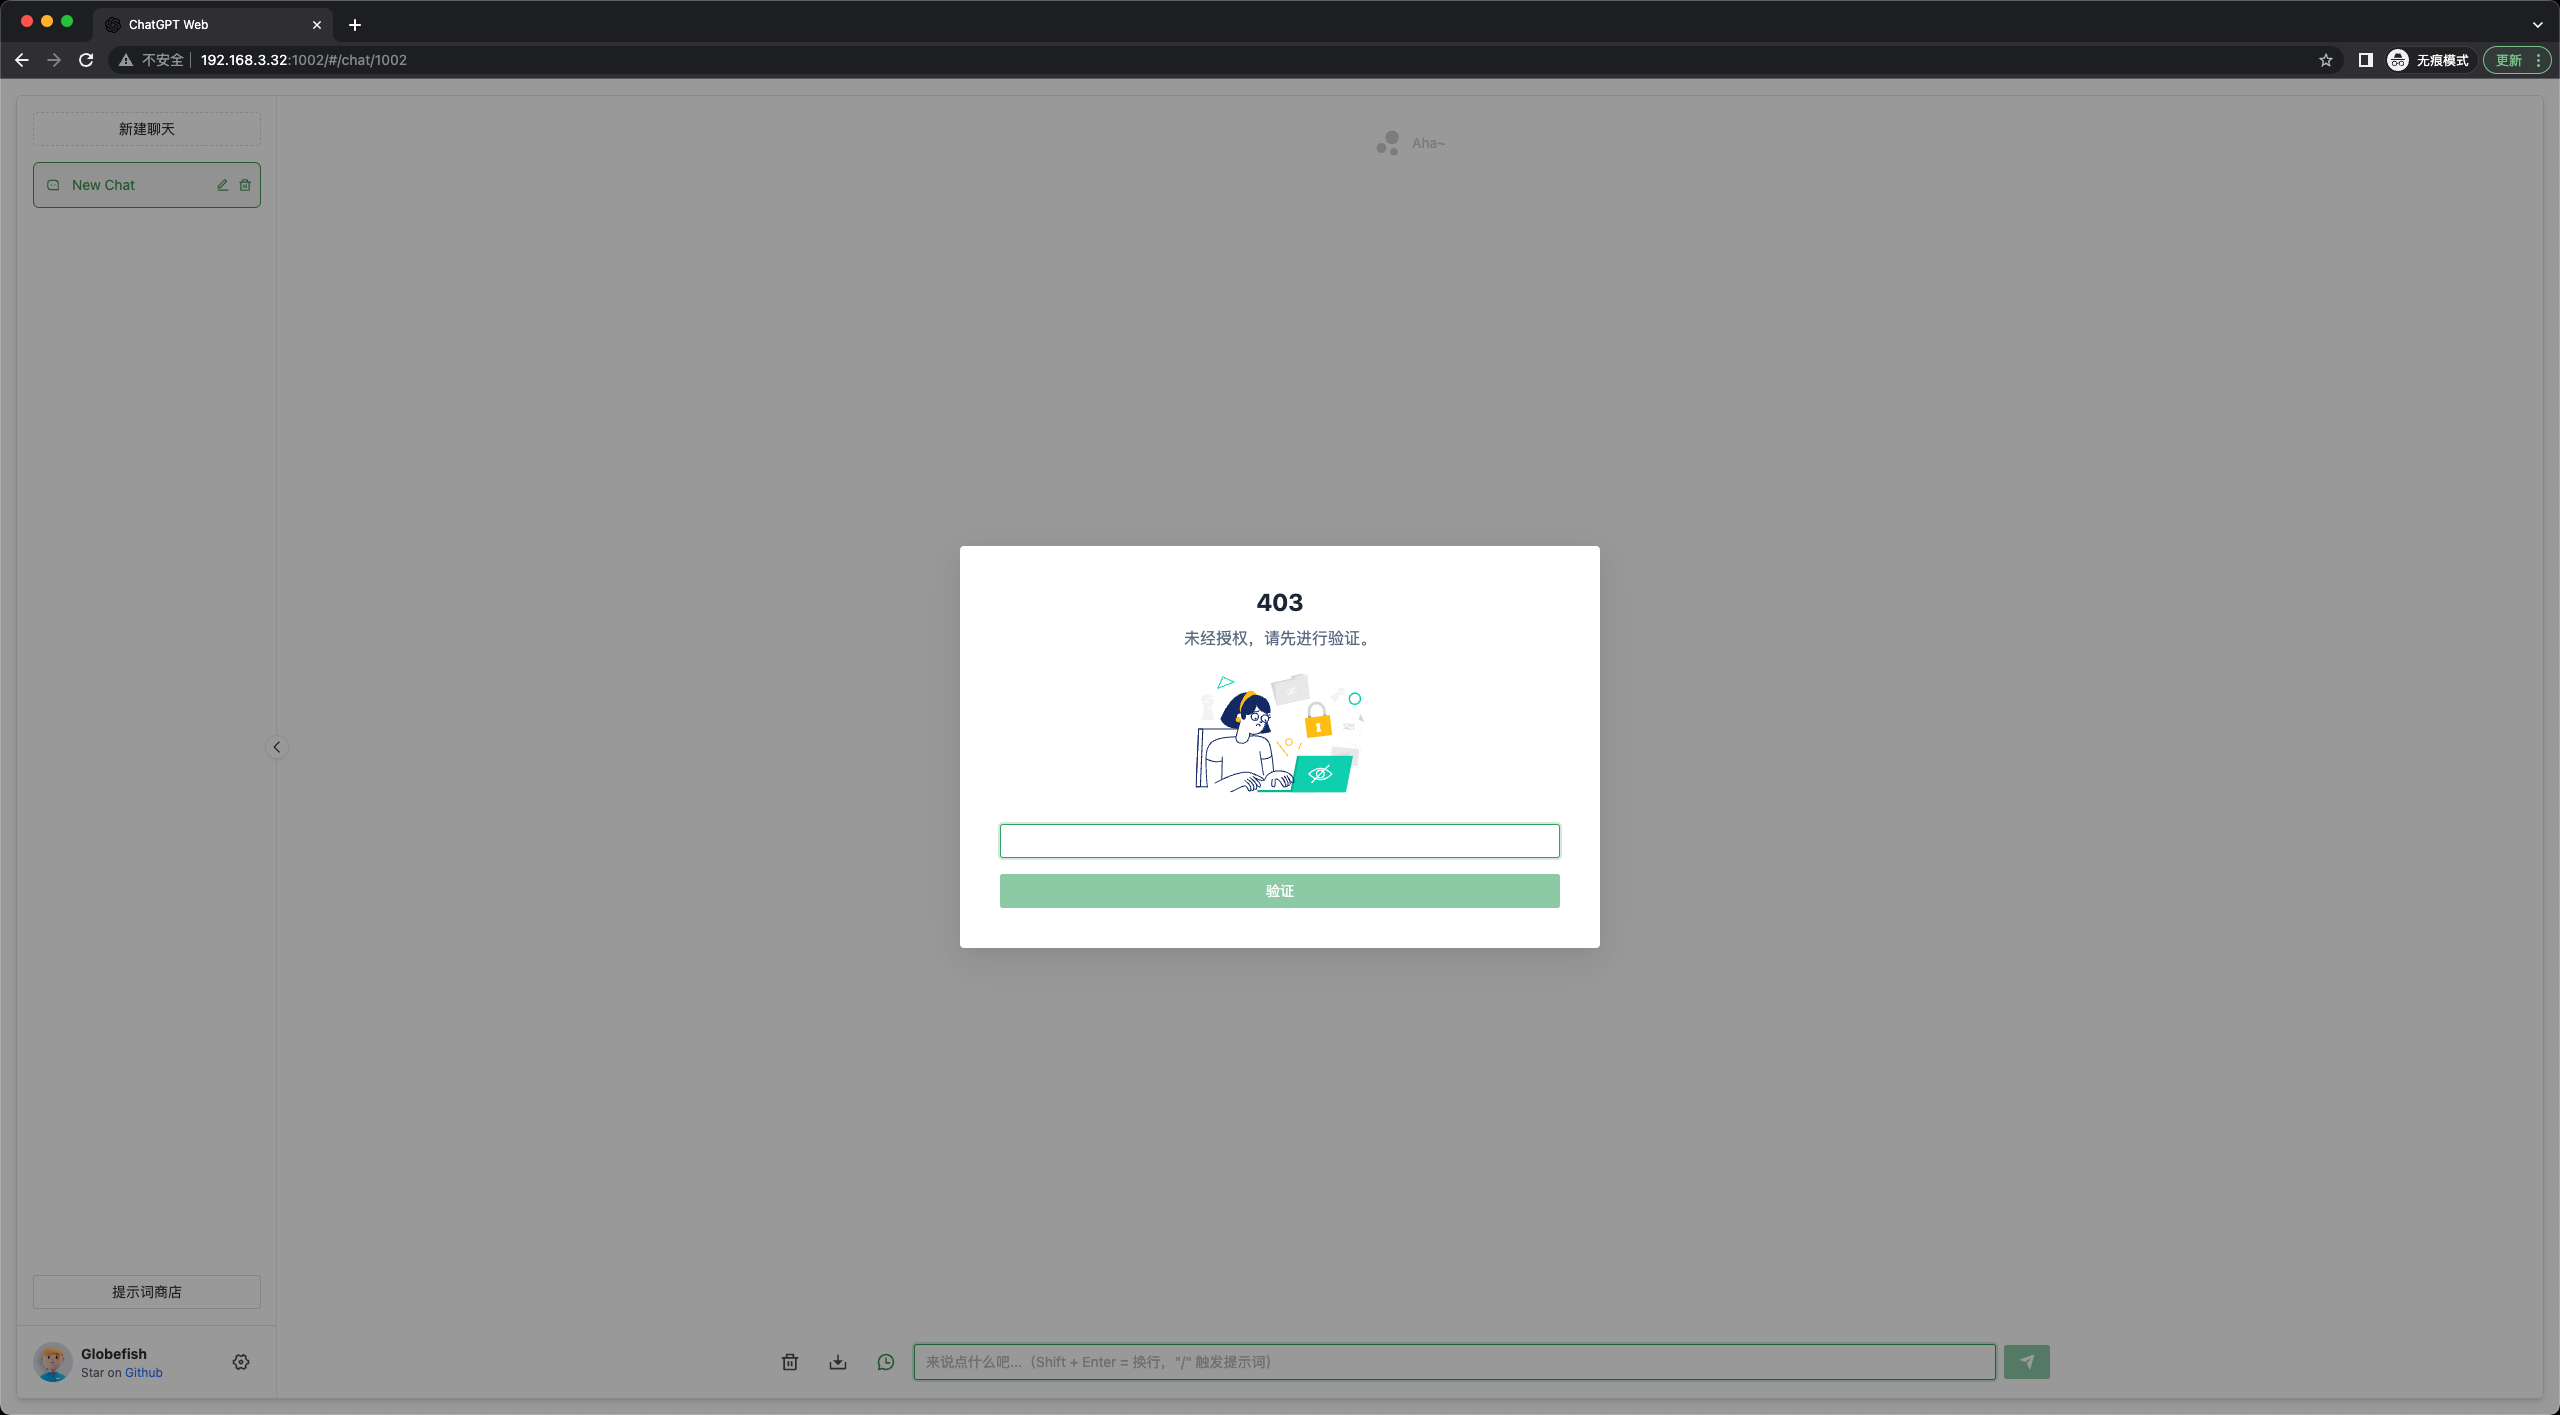 ChatGPT Web
不安全 192.168.3.32:1002/#/chat/1002
无痕模式
更新
新建聊天
New Chat
Aha~
403
未经授权，请先进行验证。
验证
提示词商店
Globefish
Star on Github
来说点什么吧...（Shift + Enter = 换行，"/" 触发提示词）